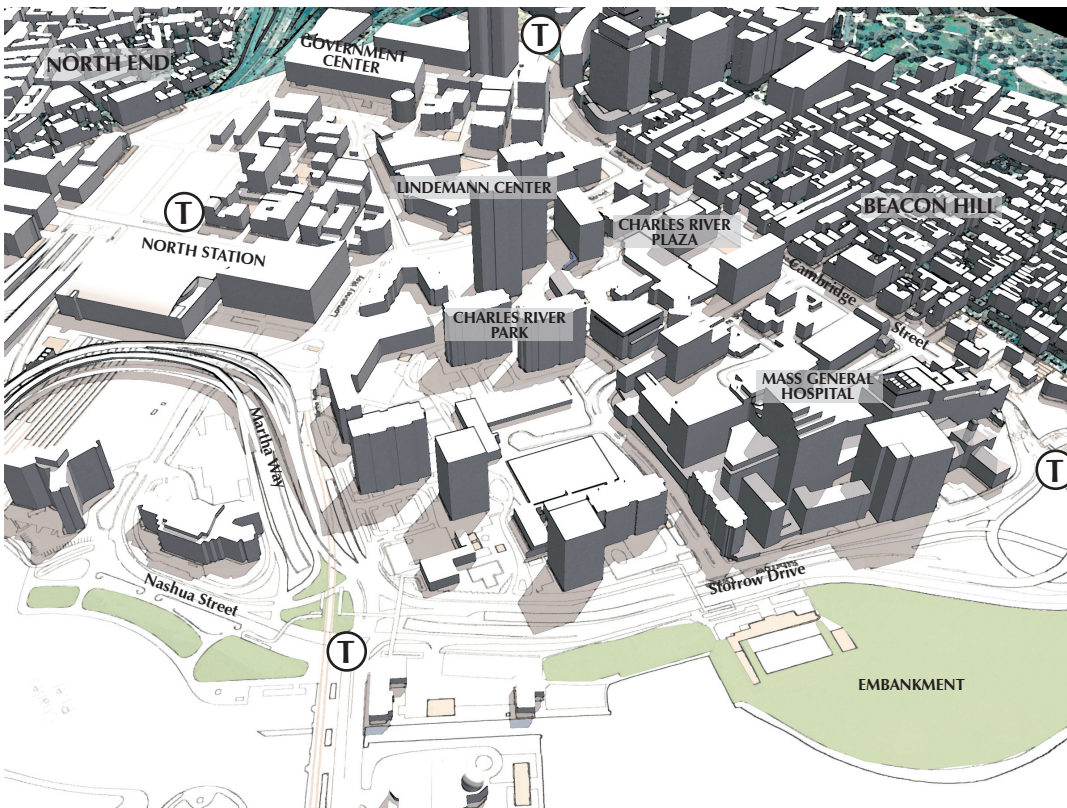 T
GOVERNMENT
CENTER
NORTH END
LINDEMANN CENTER
T
BEACON HILL
CHARLES RIVER
PLAZA
NORTH STATION
Cambridge
Street
CHARLES RIVER
PARK
MASS GENERAL
HOSPITAL
Martha Way
T
Storrow Drive
Nashua Street
T
EMBANKMENT